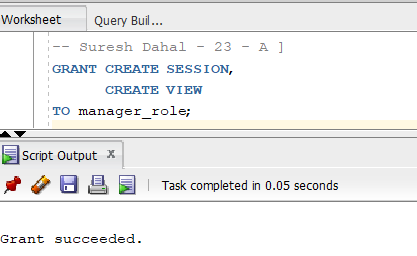 Worksheet Query Buil...
-- Suresh Dahal - 23 - A ]
GRANT CREATE SESSION,
CREATE VIEW
TO manager_role;
Script Output x
Task completed in 0.05 seconds
Grant succeeded.